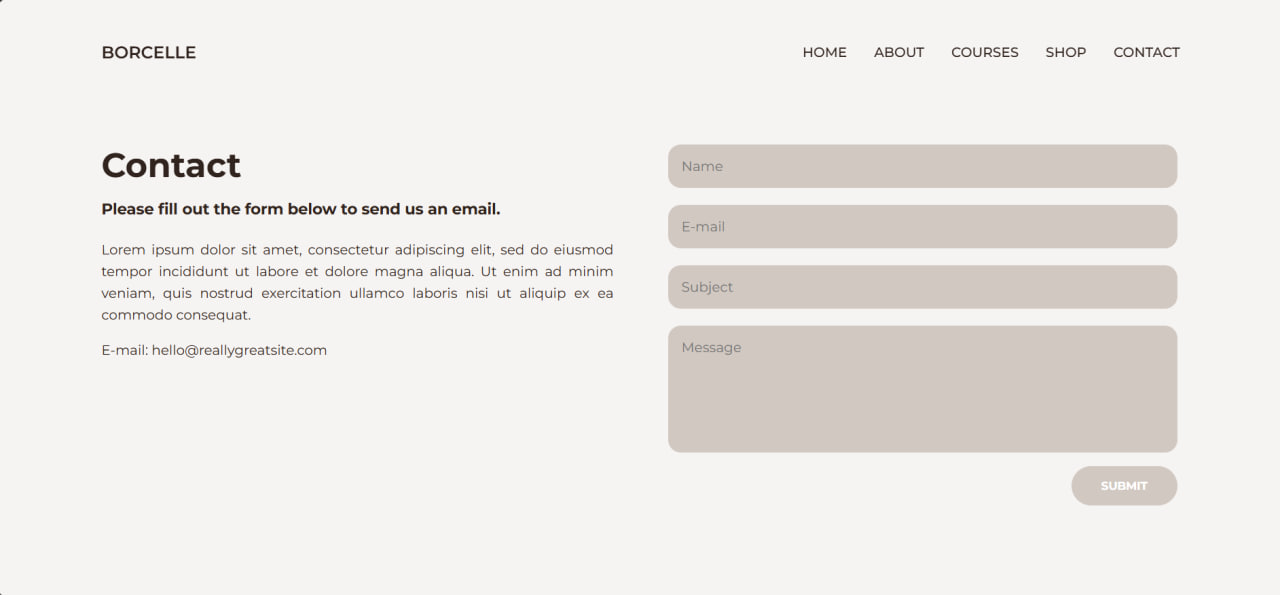 BORCELLE
HOME ABOUT COURSES SHOP CONTACT
Contact
Please fill out the form below to send us an email.
Lorem ipsum dolor sit amet, consectetur adipiscing elit, sed do eiusmod
tempor incididunt ut labore et dolore magna aliqua. Ut enim ad minim
veniam, quis nostrud exercitation ullamco laboris nisi ut aliquip ex ea
commodo consequat.
E-mail: hello@reallygreatsite.com
Name
E-mail
Subject
Message
SUBMIT